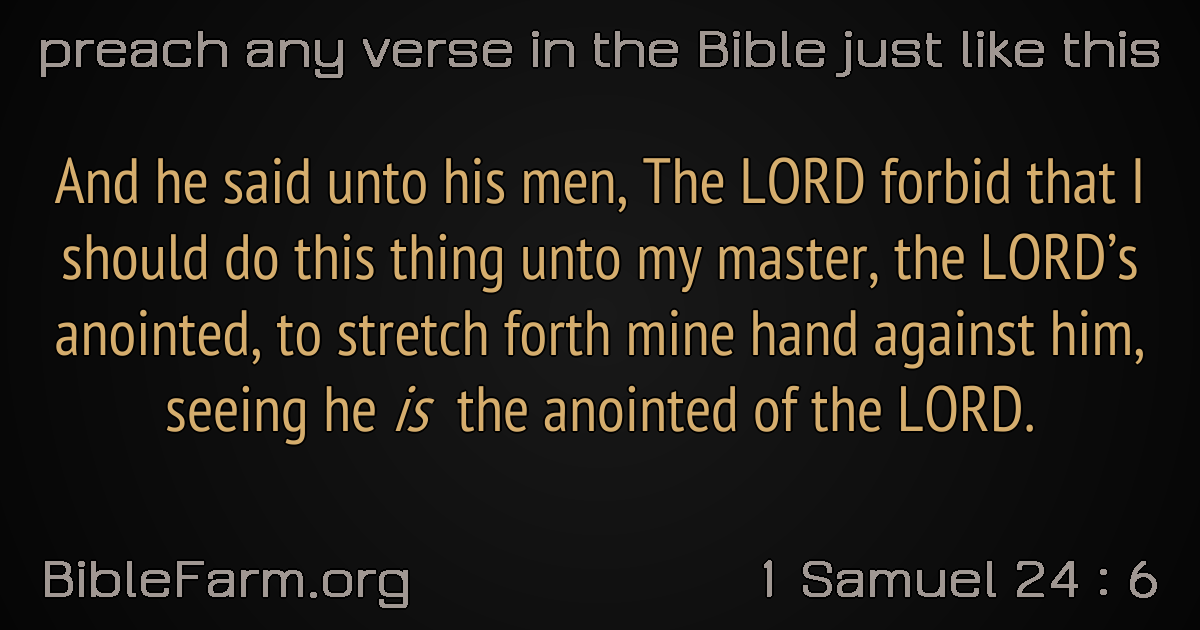 preach any verse in the Bible just like this
And he said unto his men, The LORD forbid that I
should do this thing unto my master, the LORD’s
anointed, to stretch forth mine hand against him,
seeing he is the anointed of the LORD.
BibleFarm.org
1 Samuel 24 : 6